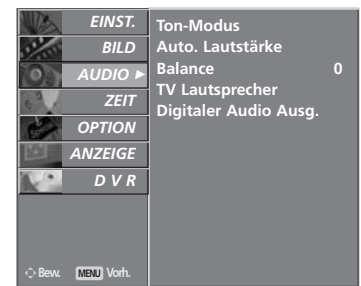 EINST.
BILD
AUDIO ►
ZEIT
OPTION
ANZEIGE
D V R
Bew. MENU Vorh.
Ton-Modus
Auto. Lautstärke
Balance 0
TV Lautsprecher
Digitaler Audio Ausg.